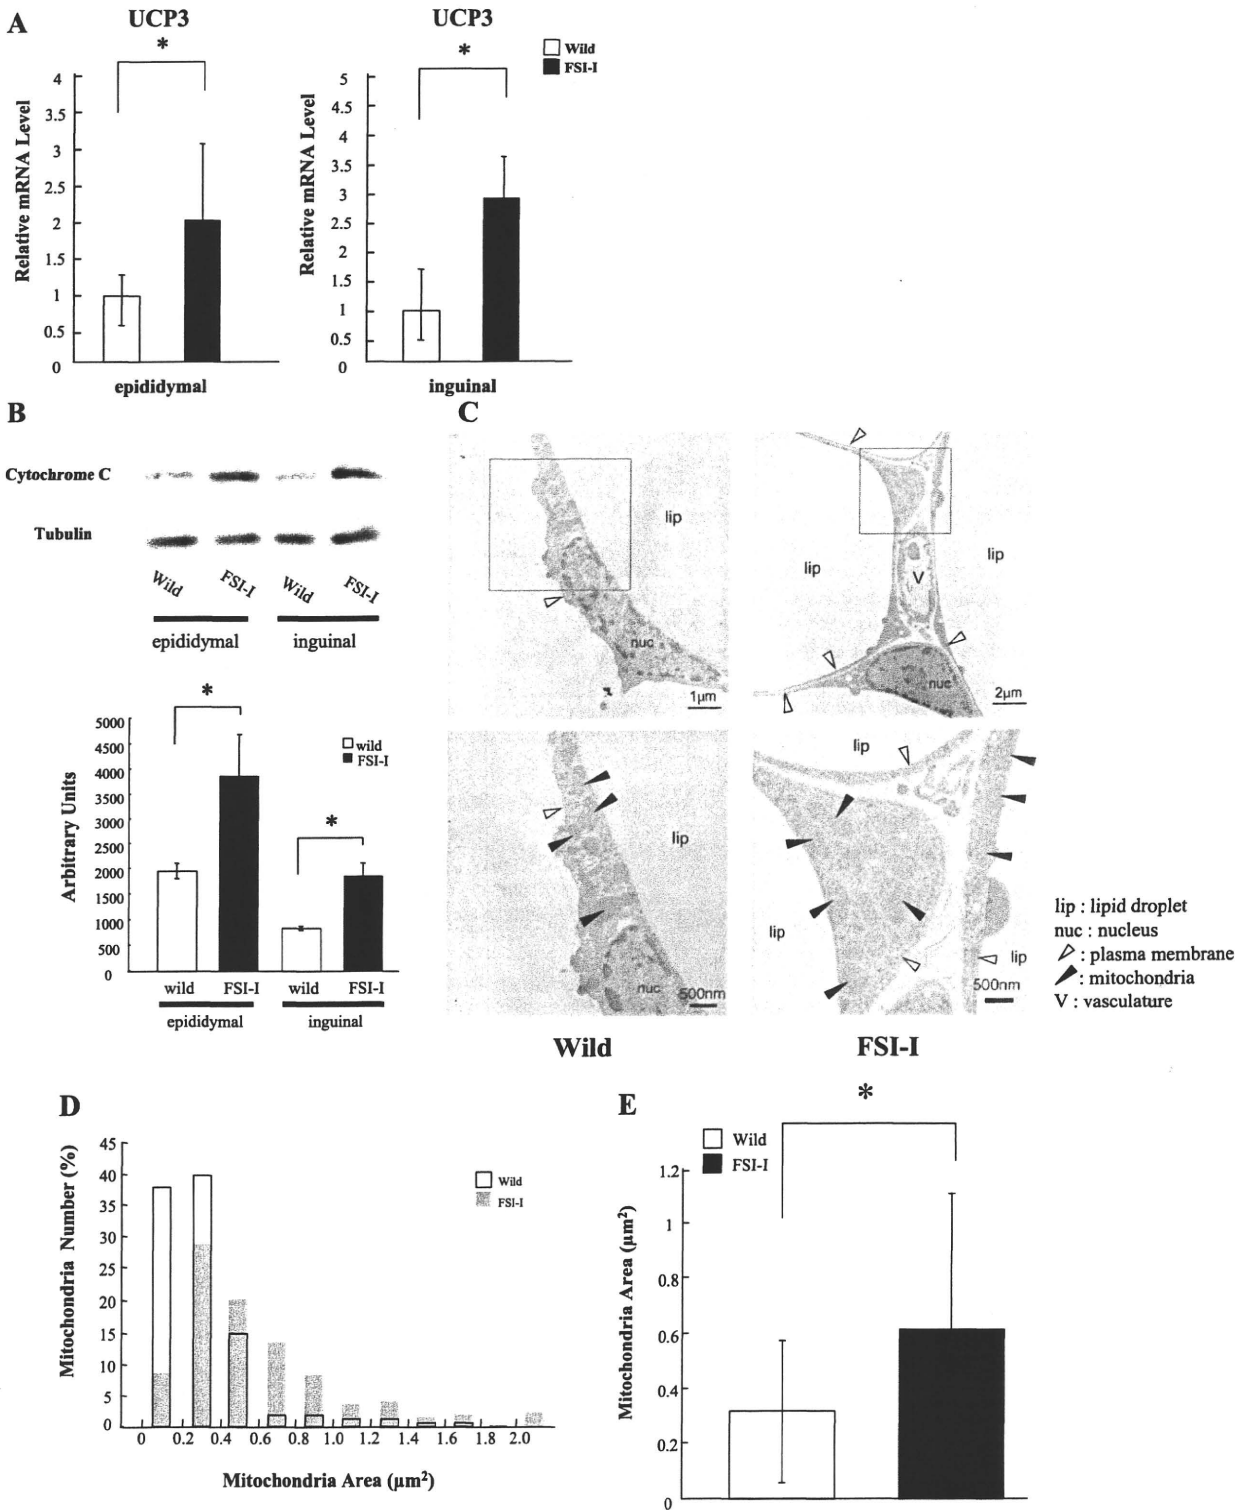 A
UCP3
UCP3
*
*
Wild
FSI-I
Relative mRNA Level
4
3.5
3
2.5
2
1.5
1
0.5
0
epididymal
Relative mRNA Level
5
4.5
4
3.5
3
2.5
2
1.5
1
0.5
0
inguinal
B
Cytochrome C
Tubulin
Wild
FSI-I
Wild
FSI-I
epididymal
inguinal
*
*
wild
FSI-I
Arbitrary Units
5000
4500
4000
3500
3000
2500
2000
1500
1000
500
0
wild
FSI-I
wild
FSI-I
epididymal
inguinal
C
lip
nuc
1μm
lip
lip
V
nuc
2μm
lip
nuc
500nm
lip
lip
lip
500nm
Wild
FSI-I
lip : lipid droplet
nuc : nucleus
: plasma membrane
: mitochondria
V : vasculature
D
Mitochondria Number (%)
45
40
35
30
25
20
15
10
5
0
Wild
FSI-I
0 0.2 0.4 0.6 0.8 1.0 1.2 1.4 1.6 1.8 2.0
Mitochondria Area (μm²)
E
*
Wild
FSI-I
Mitochondria Area (μm²)
1.2
1
0.8
0.6
0.4
0.2
0